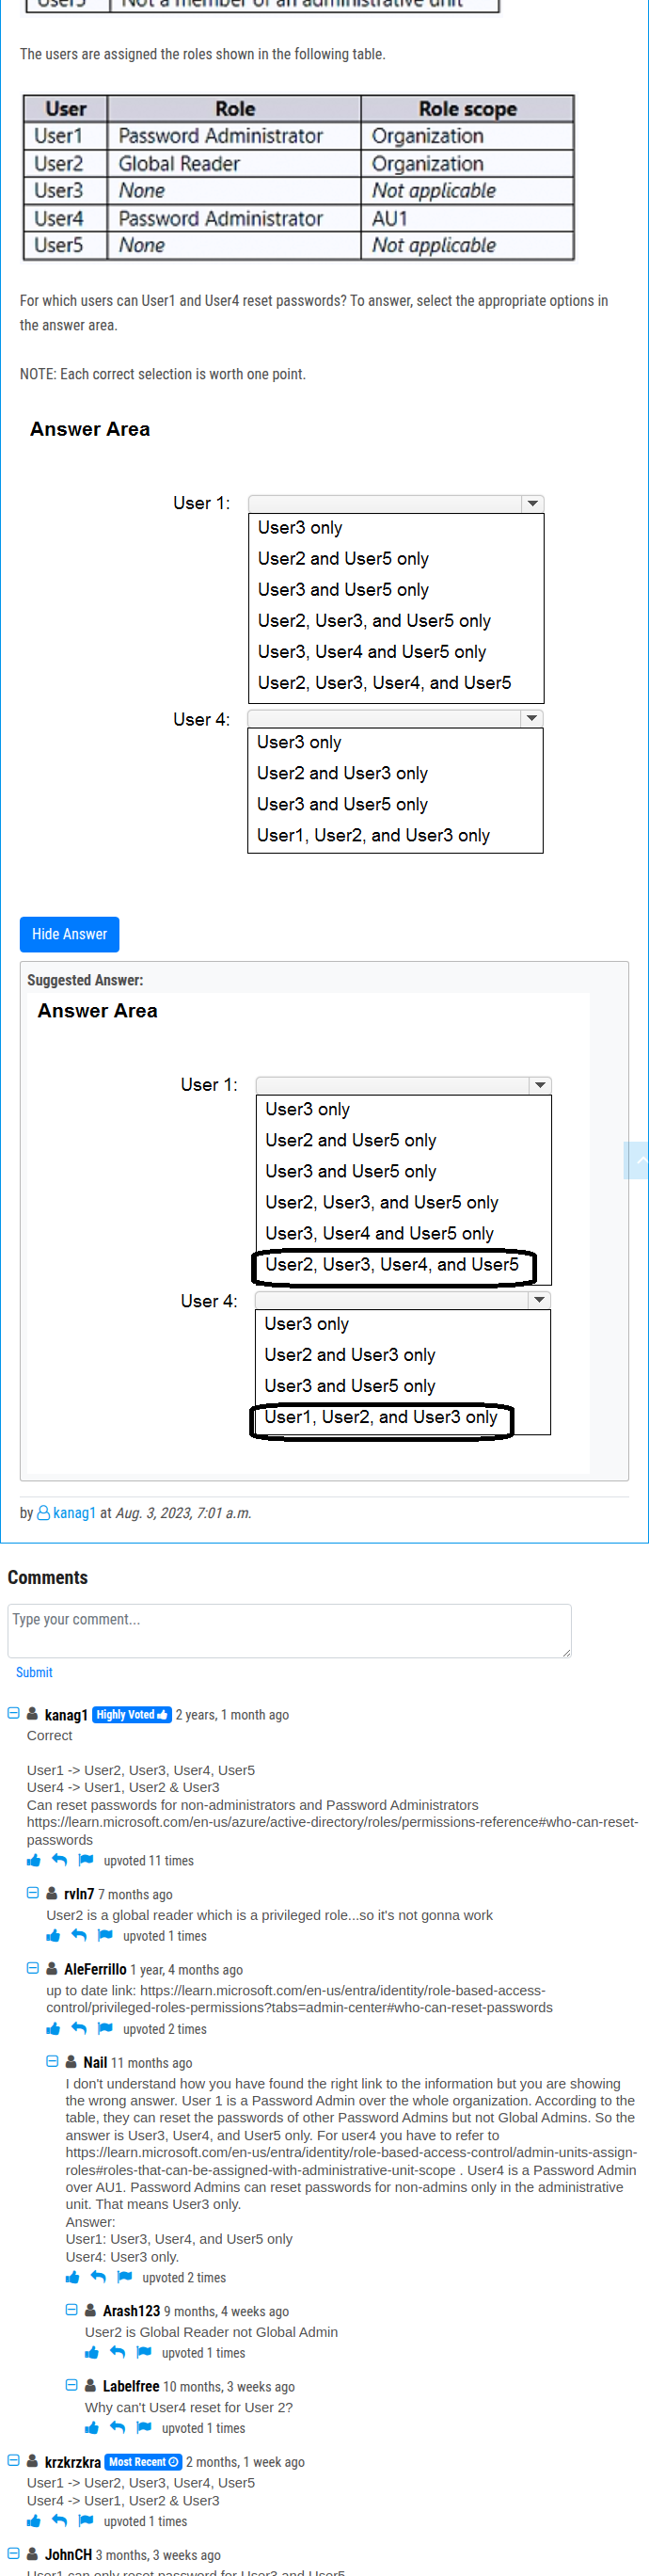 User5 Not a member of an administrative unit
The users are assigned the roles shown in the following table.
User Role Role scope
User1 Password Administrator Organization
User2 Global Reader Organization
User3 None Not applicable
User4 Password Administrator AU1
User5 None Not applicable
For which users can User1 and User4 reset passwords? To answer, select the appropriate options in
the answer area.
NOTE: Each correct selection is worth one point.
Answer Area
User 1:
User3 only
User2 and User5 only
User3 and User5 only
User2, User3, and User5 only
User3, User4 and User5 only
User2, User3, User4, and User5
User 4:
User3 only
User2 and User3 only
User3 and User5 only
User1, User2, and User3 only
Hide Answer
Suggested Answer:
Answer Area
User 1:
User3 only
User2 and User5 only
User3 and User5 only
User2, User3, and User5 only
User3, User4 and User5 only
User2, User3, User4, and User5
User 4:
User3 only
User2 and User3 only
User3 and User5 only
User1, User2, and User3 only
by kanag1 at Aug. 3, 2023, 7:01 a.m.
Comments
Type your comment...
Submit
kanag1 Highly Voted 2 years, 1 month ago
Correct
User1 -> User2, User3, User4, User5
User4 -> User1, User2 & User3
Can reset passwords for non-administrators and Password Administrators
https://learn.microsoft.com/en-us/azure/active-directory/roles/permissions-reference#who-can-reset-
passwords
upvoted 11 times
rvln7 7 months ago
User2 is a global reader which is a privileged role...so it's not gonna work
upvoted 1 times
AleFerrillo 1 year, 4 months ago
up to date link: https://learn.microsoft.com/en-us/entra/identity/role-based-access-
control/privileged-roles-permissions?tabs=admin-center#who-can-reset-passwords
upvoted 2 times
Nail 11 months ago
I don't understand how you have found the right link to the information but you are showing
the wrong answer. User 1 is a Password Admin over the whole organization. According to the
table, they can reset the passwords of other Password Admins but not Global Admins. So the
answer is User3, User4, and User5 only. For user4 you have to refer to
https://learn.microsoft.com/en-us/entra/identity/role-based-access-control/admin-units-assign-
roles#roles-that-can-be-assigned-with-administrative-unit-scope . User4 is a Password Admin
over AU1. Password Admins can reset passwords for non-admins only in the administrative
unit. That means User3 only.
Answer:
User1: User3, User4, and User5 only
User4: User3 only.
upvoted 2 times
Arash123 9 months, 4 weeks ago
User2 is Global Reader not Global Admin
upvoted 1 times
Labelfree 10 months, 3 weeks ago
Why can't User4 reset for User 2?
upvoted 1 times
krzkrzkra Most Recent 2 months, 1 week ago
User1 -> User2, User3, User4, User5
User4 -> User1, User2 & User3
upvoted 1 times
JohnCH 3 months, 3 weeks ago
User1 can only reset password for User3 and User5